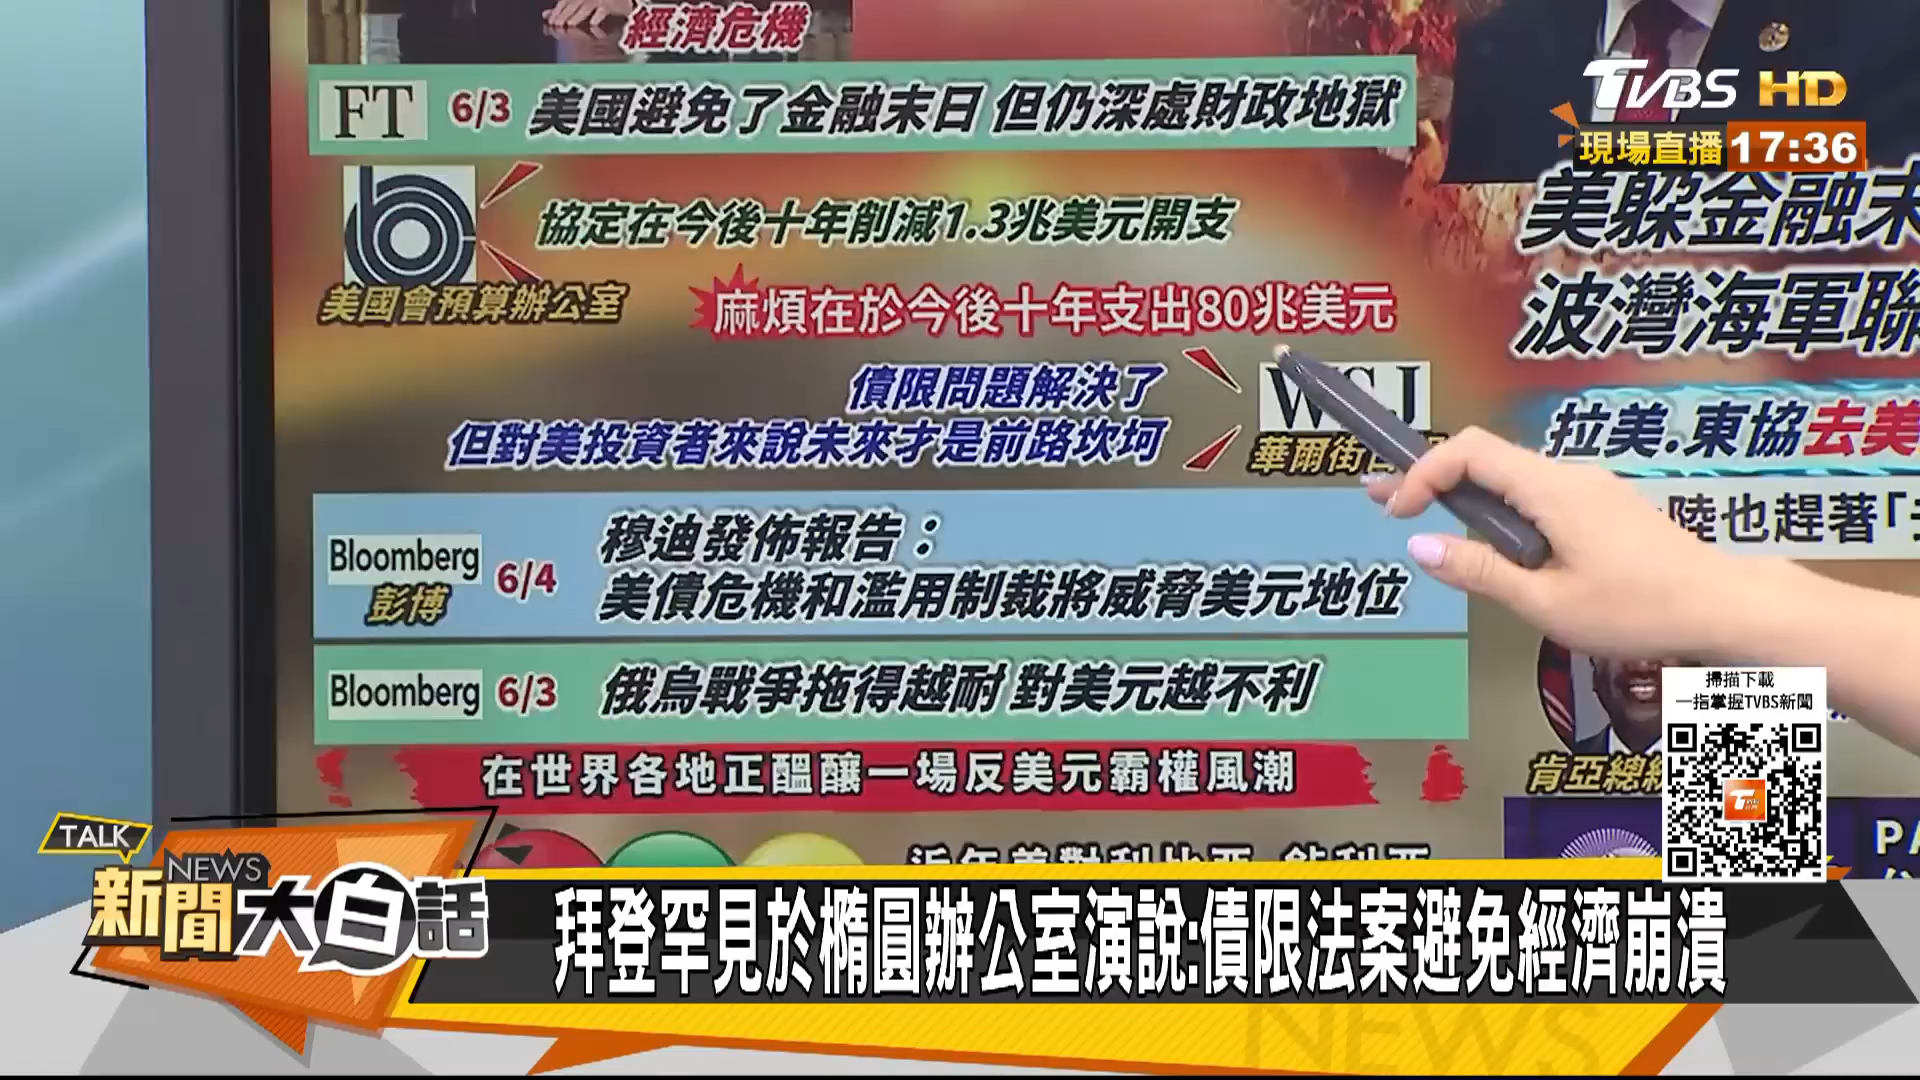 經濟危機
FT 6/3 美國避免了金融末日 但仍深處財政地獄
協定在今後十年削減1.3兆美元開支
美國會預算辦公室
麻煩在於今後十年支出80兆美元
債限問題解決了
但對美投資者來說未來才是前路坎坷
WSJ
華爾街
Bloomberg
彭博
6/4
穆迪發佈報告：
美債危機和濫用制裁將威脅美元地位
Bloomberg 6/3 俄烏戰爭拖得越耐 對美元越不利
在世界各地正醞釀一場反美元霸權風潮
TVBS HD
現場直播 17:36
美躲金融末
波灣海軍聯
拉美.東協去美
陸也趕著「
肯亞總
PA
掃描下載
一指掌握TVBS新聞
TALK
NEWS
新聞大白話
拜登罕見於橢圓辦公室演說:債限法案避免經濟崩潰
NEWS